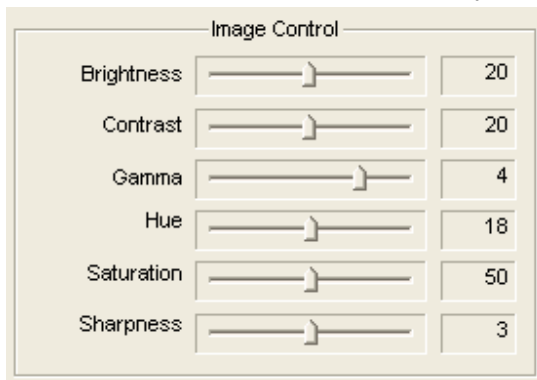 Image Control
Brightness 20
Contrast 20
Gamma 4
Hue 18
Saturation 50
Sharpness 3